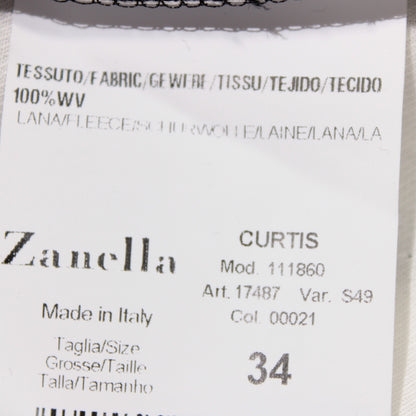 TESSUTO/FABRIC/GEWEBE/TISSU/TEJIDO/TECIDO
100%WV
LANA/FLEECE/SCHURWOLLE/LAINE/LANA/LA
Zanella
CURTIS
Mod. 111860
Art. 17487 Var. S49
Col. 00021
Made in Italy
Taglia/Size
Grosse/Taille
Talla/Tamanho
34